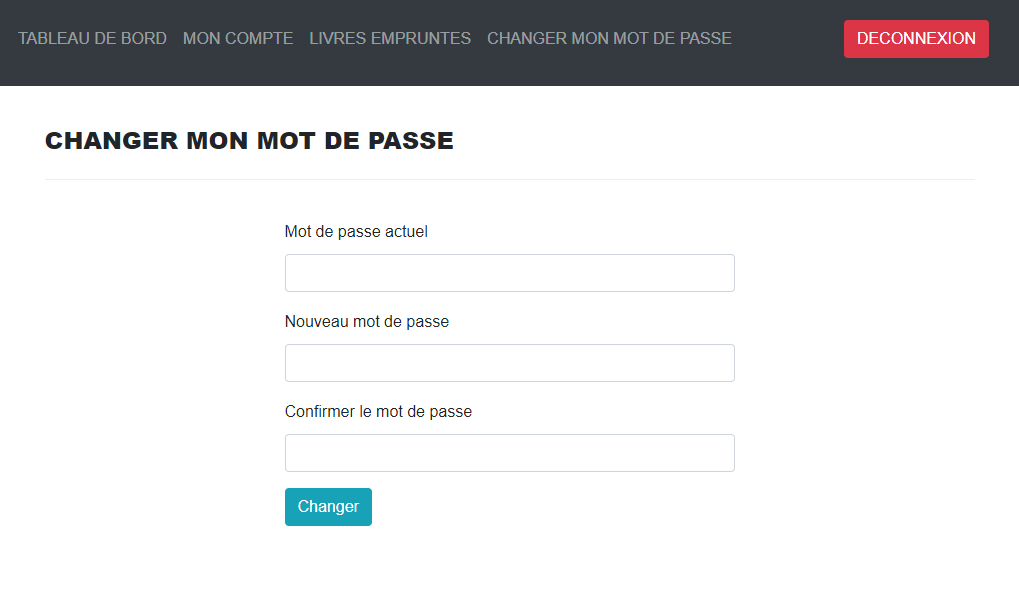 TABLEAU DE BORD MON COMPTE LIVRES EMPRUNTES CHANGER MON MOT DE PASSE DECONNEXION
CHANGER MON MOT DE PASSE
Mot de passe actuel
Nouveau mot de passe
Confirmer le mot de passe
Changer